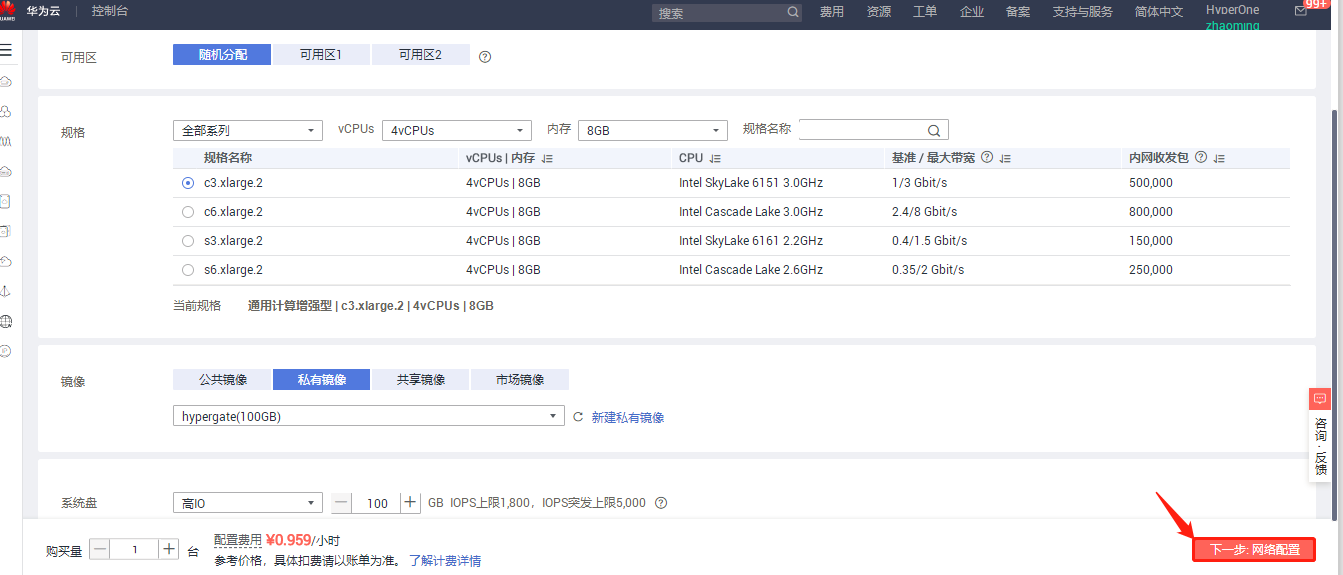 华为云 控制台 搜索 费用 资源 工单 企业 备案 支持与服务 简体中文 HyperOne 99+
zhaoming
可用区 随机分配 可用区1 可用区2
规格 全部系列 vCPUs 4vCPUs 内存 8GB 规格名称
规格名称 vCPUs | 内存 CPU 基准 / 最大带宽 内网收发包
c3.xlarge.2 4vCPUs | 8GB Intel SkyLake 6151 3.0GHz 1/3 Gbit/s 500,000
c6.xlarge.2 4vCPUs | 8GB Intel Cascade Lake 3.0GHz 2.4/8 Gbit/s 800,000
s3.xlarge.2 4vCPUs | 8GB Intel SkyLake 6161 2.2GHz 0.4/1.5 Gbit/s 150,000
s6.xlarge.2 4vCPUs | 8GB Intel Cascade Lake 2.6GHz 0.35/2 Gbit/s 250,000
当前规格 通用计算增强型 | c3.xlarge.2 | 4vCPUs | 8GB
镜像 公共镜像 私有镜像 共享镜像 市场镜像
hypergate(100GB) 新建私有镜像
咨询·反馈
系统盘 高IO 100 GB IOPS上限1,800，IOPS突发上限5,000
购买量 1 台 配置费用 ¥0.959/小时
参考价格，具体扣费请以账单为准。 了解计费详情
下一步: 网络配置